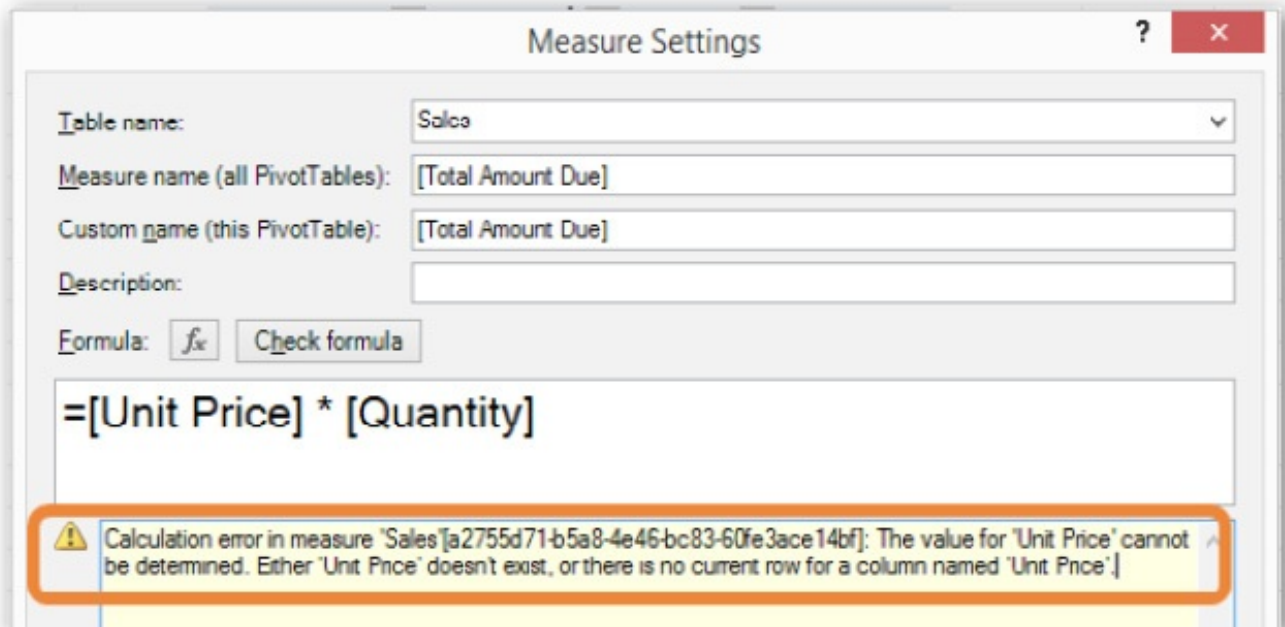 Measure Settings
?
×
Table name:
Sales
Measure name (all PivotTables):
[Total Amount Due]
Custom name (this PivotTable):
[Total Amount Due]
Description:
Formula:
fx
Check formula
=[Unit Price] * [Quantity]
Calculation error in measure 'Sales'[a2755d71-b5a8-4e46-bc83-60fe3ace14bf]: The value for 'Unit Price' cannot
be determined. Either 'Unit Price' doesn't exist, or there is no current row for a column named 'Unit Price'.